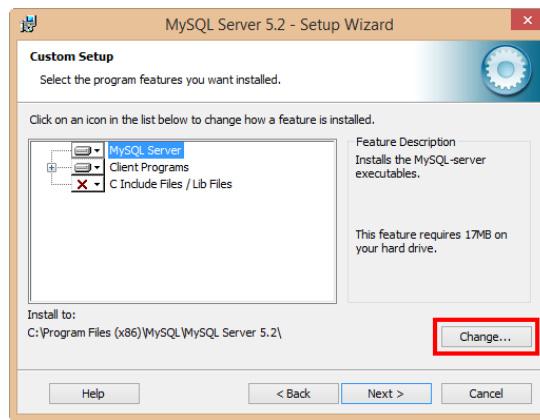 MySQL Server 5.2 - Setup Wizard
Custom Setup
Select the program features you want installed.
Click on an icon in the list below to change how a feature is installed.
MySQL Server
Client Programs
C Include Files / Lib Files
Feature Description
Installs the MySQL-server
executables.
This feature requires 17MB on
your hard drive.
Install to:
C:\Program Files (x86)\MySQL\MySQL Server 5.2\
Change...
Help
< Back
Next >
Cancel